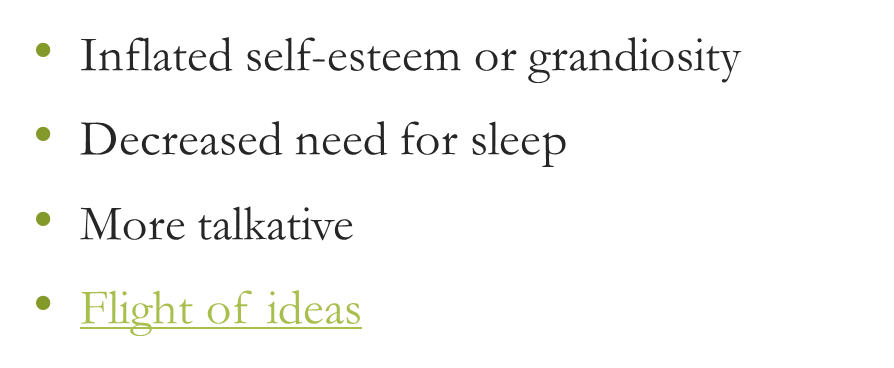 • Inflated self-esteem or grandiosity
• Decreased need for sleep
• More talkative
• Flight of ideas